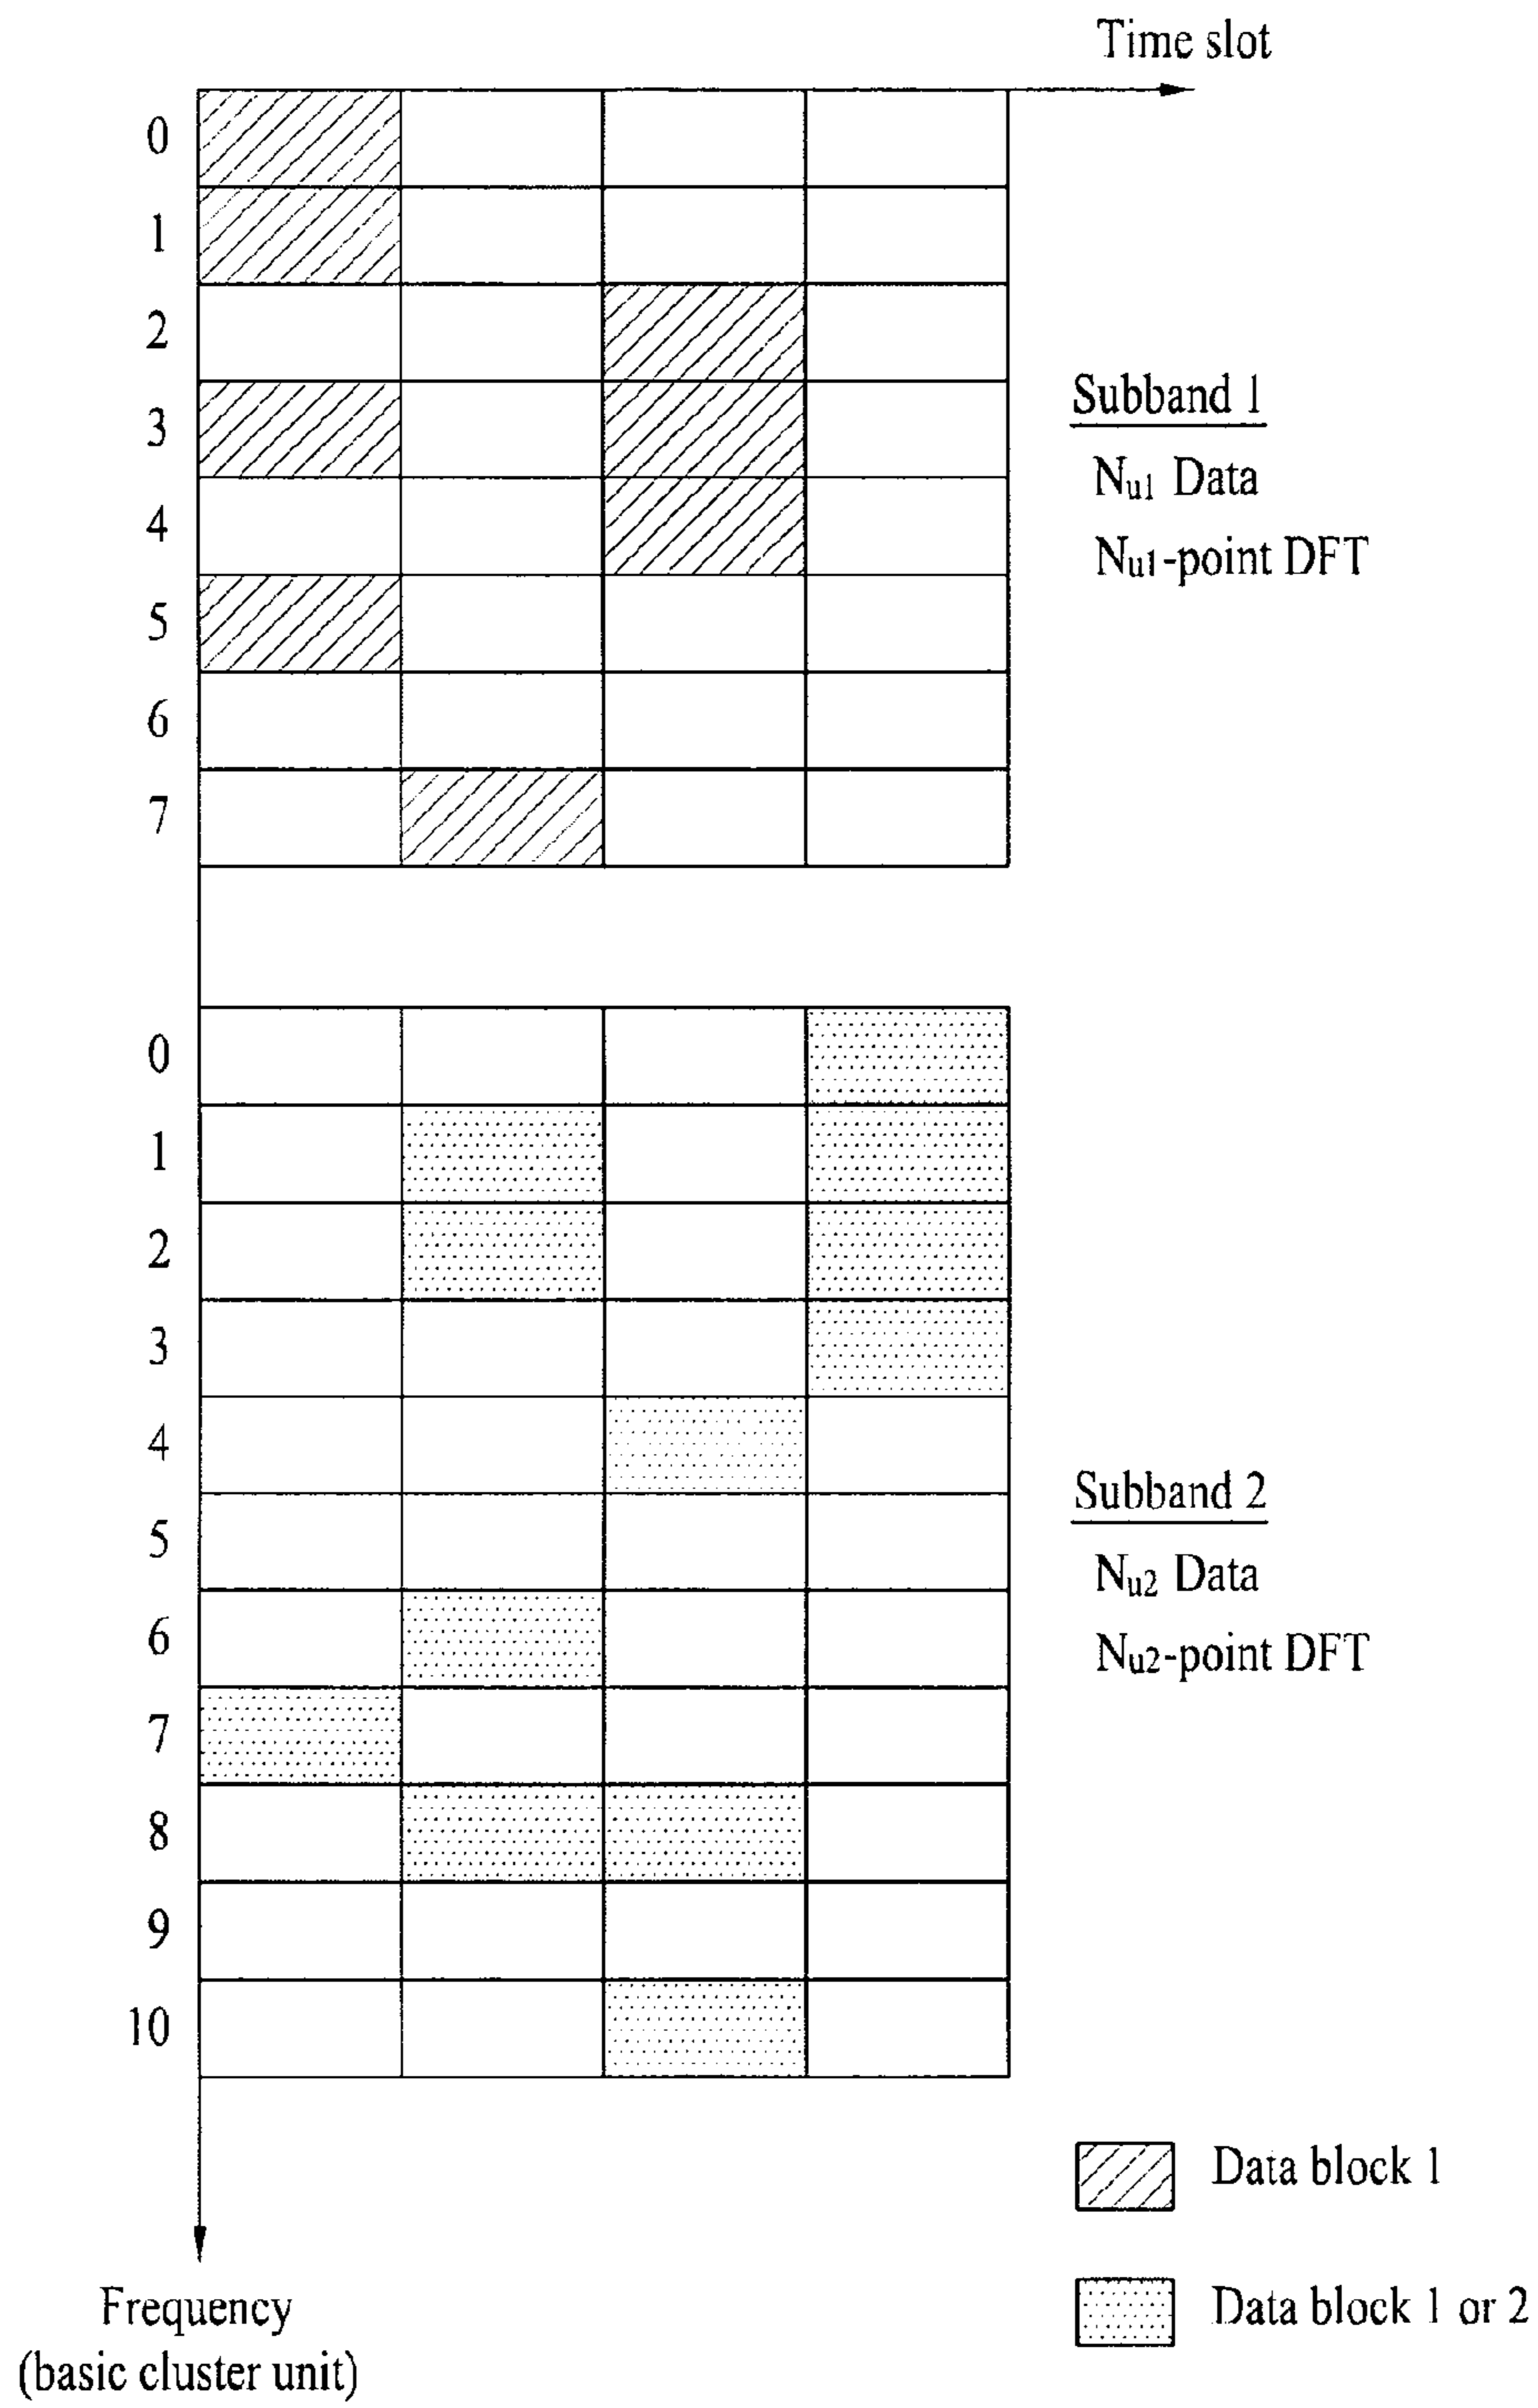 Time slot
0
1
2
3
4
5
6
7
Subband 1
Nu1 Data
Nu1-point DFT
0
1
2
3
4
5
6
7
8
9
10
Subband 2
Nu2 Data
Nu2-point DFT
Data block 1
Data block 1 or 2
Frequency
(basic cluster unit)